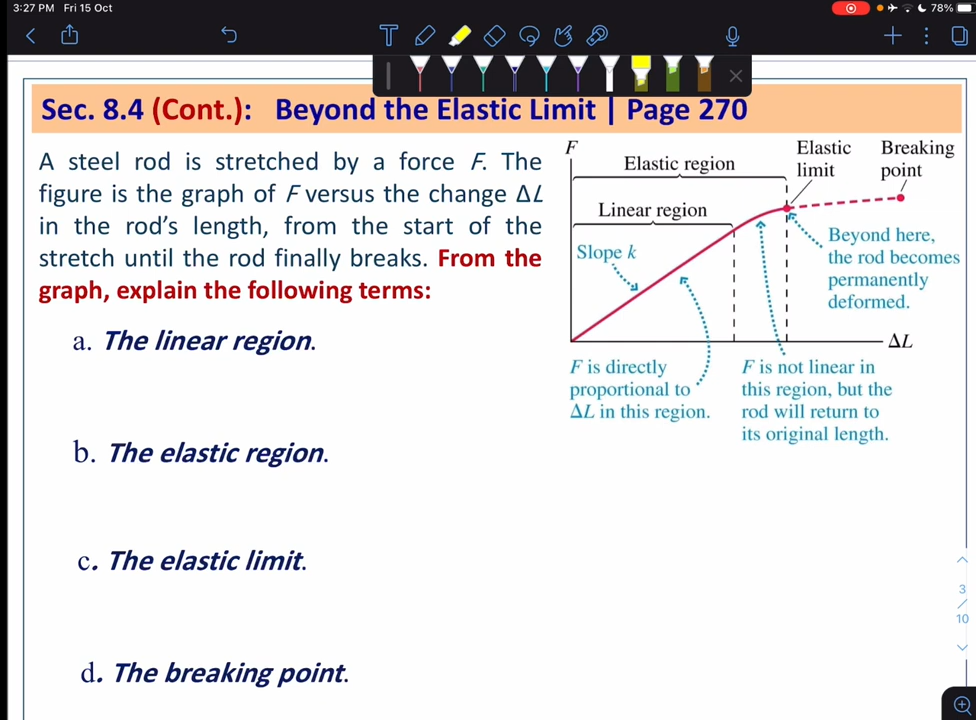 3:27 PM Fri 15 Oct
78%
Sec. 8.4 (Cont.): Beyond the Elastic Limit | Page 270
A steel rod is stretched by a force F. The
figure is the graph of F versus the change ΔL
in the rod's length, from the start of the
stretch until the rod finally breaks. From the
graph, explain the following terms:
a. The linear region.
b. The elastic region.
c. The elastic limit.
d. The breaking point.
F
Elastic region
Elastic
limit
Breaking
point
Linear region
Slope k
Beyond here,
the rod becomes
permanently
deformed.
ΔL
F is directly
proportional to
ΔL in this region.
F is not linear in
this region, but the
rod will return to
its original length.
3
/
10